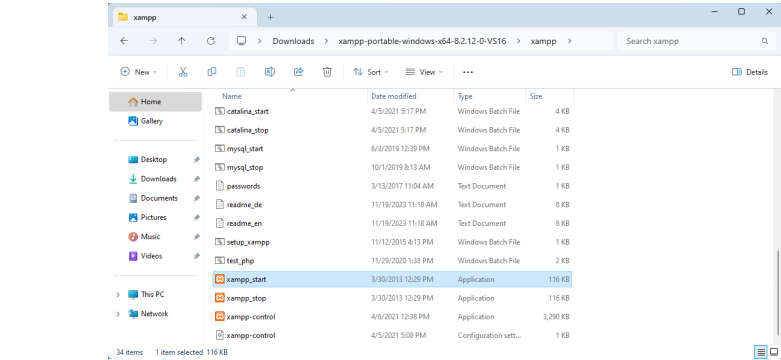 xampp
Downloads > xampp-portable-windows-x64-8.2.12-0-VS16 > xampp >
Search xampp
New
Sort
View
Details
Name Date modified Type Size
Home
Gallery
Desktop
Downloads
Documents
Pictures
Music
Videos
This PC
Network
catalina_start 4/5/2021 5:17 PM Windows Batch File 4 KB
catalina_stop 4/5/2021 5:17 PM Windows Batch File 4 KB
mysql_start 6/3/2019 12:39 PM Windows Batch File 1 KB
mysql_stop 10/1/2019 8:13 AM Windows Batch File 1 KB
passwords 3/13/2017 11:04 AM Text Document 1 KB
readme_de 11/19/2023 11:18 AM Text Document 8 KB
readme_en 11/19/2023 11:18 AM Text Document 8 KB
setup_xampp 11/12/2015 4:13 PM Windows Batch File 1 KB
test_php 11/29/2020 1:38 PM Windows Batch File 2 KB
xampp_start 3/30/2013 12:29 PM Application 116 KB
xampp_stop 3/30/2013 12:29 PM Application 116 KB
xampp-control 4/6/2021 12:38 PM Application 3,290 KB
xampp-control 4/5/2021 5:08 PM Configuration sett... 1 KB
34 items 1 item selected 116 KB